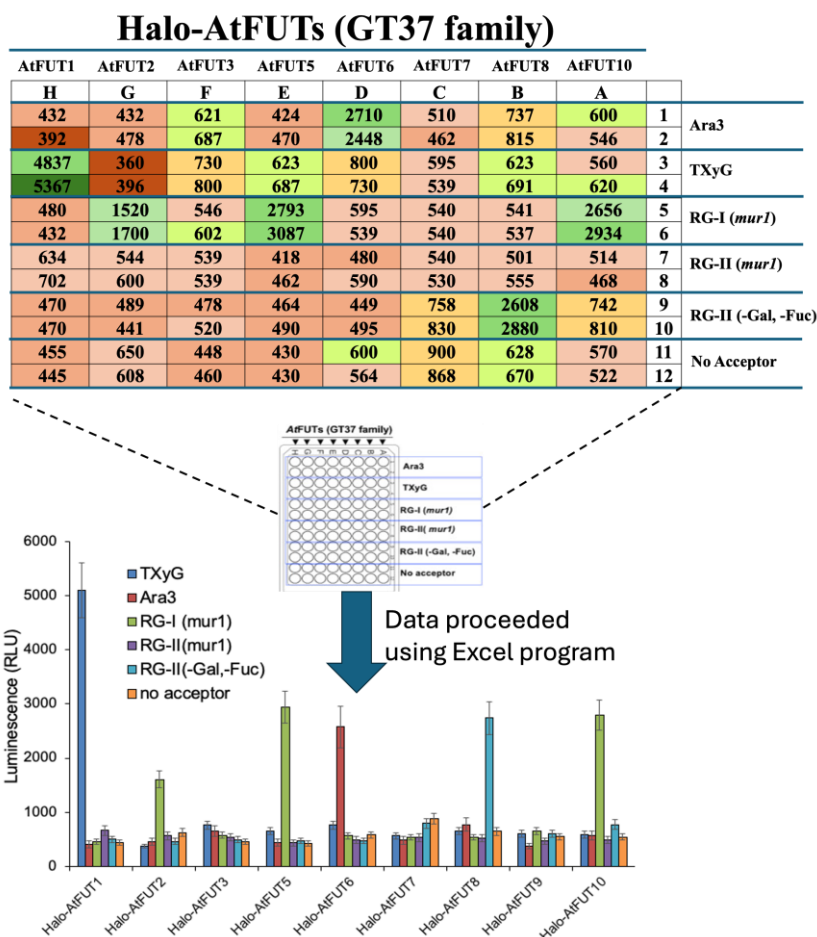 Halo-AtFUTs (GT37 family)
AtFUT1 AtFUT2 AtFUT3 AtFUT5 AtFUT6 AtFUT7 AtFUT8 AtFUT10
H G F E D C B A
432 432 621 424 2710 510 737 600 1
Ara3
392 478 687 470 2448 462 815 546 2
4837 360 730 623 800 595 623 560 3
TXyG
5367 396 800 687 730 539 691 620 4
480 1520 546 2793 595 540 541 2656 5
RG-I (mur1)
432 1700 602 3087 539 540 537 2934 6
634 544 539 418 480 540 501 514 7
RG-II (mur1)
702 600 539 462 590 530 555 468 8
470 489 478 464 449 758 2608 742 9
RG-II (-Gal, -Fuc)
470 441 520 490 495 830 2880 810 10
455 650 448 430 600 900 628 570 11
No Acceptor
445 608 460 430 564 868 670 522 12
AtFUTs (GT37 family)
H G F E D C B A
Ara3
TXyG
RG-I (mur1)
RG-II( mur1)
RG-II (-Gal, -Fuc)
No acceptor
Data proceeded
using Excel program
Luminescence (RLU)
6000
5000
4000
3000
2000
1000
0
TXyG
Ara3
RG-I (mur1)
RG-II(mur1)
RG-II(-Gal,-Fuc)
no acceptor
Halo-AtFUT1
Halo-AtFUT2
Halo-AtFUT3
Halo-AtFUT5
Halo-AtFUT6
Halo-AtFUT7
Halo-AtFUT8
Halo-AtFUT9
Halo-AtFUT10